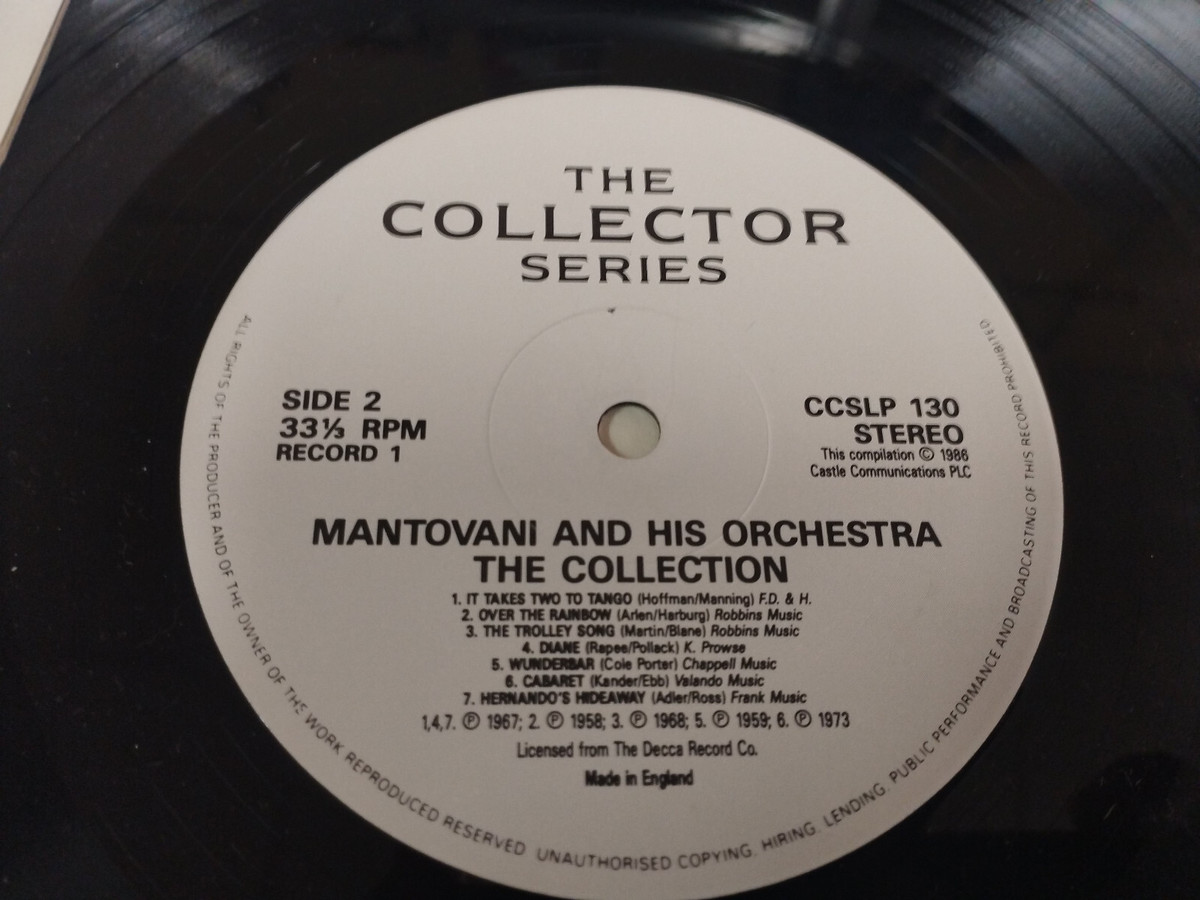 THE
COLLECTOR
SERIES
SIDE 2
33⅓ RPM
RECORD 1
CCSLP 130
STEREO
This compilation © 1986
Castle Communications PLC
MANTOVANI AND HIS ORCHESTRA
THE COLLECTION
1. IT TAKES TWO TO TANGO (Hoffman/Manning) F.D. & H.
2. OVER THE RAINBOW (Arlen/Harburg) Robbins Music
3. THE TROLLEY SONG (Martin/Blane) Robbins Music
4. DIANE (Rapee/Pollack) K. Prowse
5. WUNDERBAR (Cole Porter) Chappell Music
6. CABARET (Kander/Ebb) Valando Music
7. HERNANDO'S HIDEAWAY (Adler/Ross) Frank Music
1,4,7. ℗ 1967; 2. ℗ 1958; 3. ℗ 1968; 5. ℗ 1959; 6. ℗ 1973
Licensed from The Decca Record Co.
Made in England
ALL RIGHTS OF THE PRODUCER AND OF THE OWNER OF THE WORK REPRODUCED RESERVED UNAUTHORISED COPYING. HIRING. LENDING. PUBLIC PERFORMANCE AND BROADCASTING OF THIS RECORD PROHIBITED